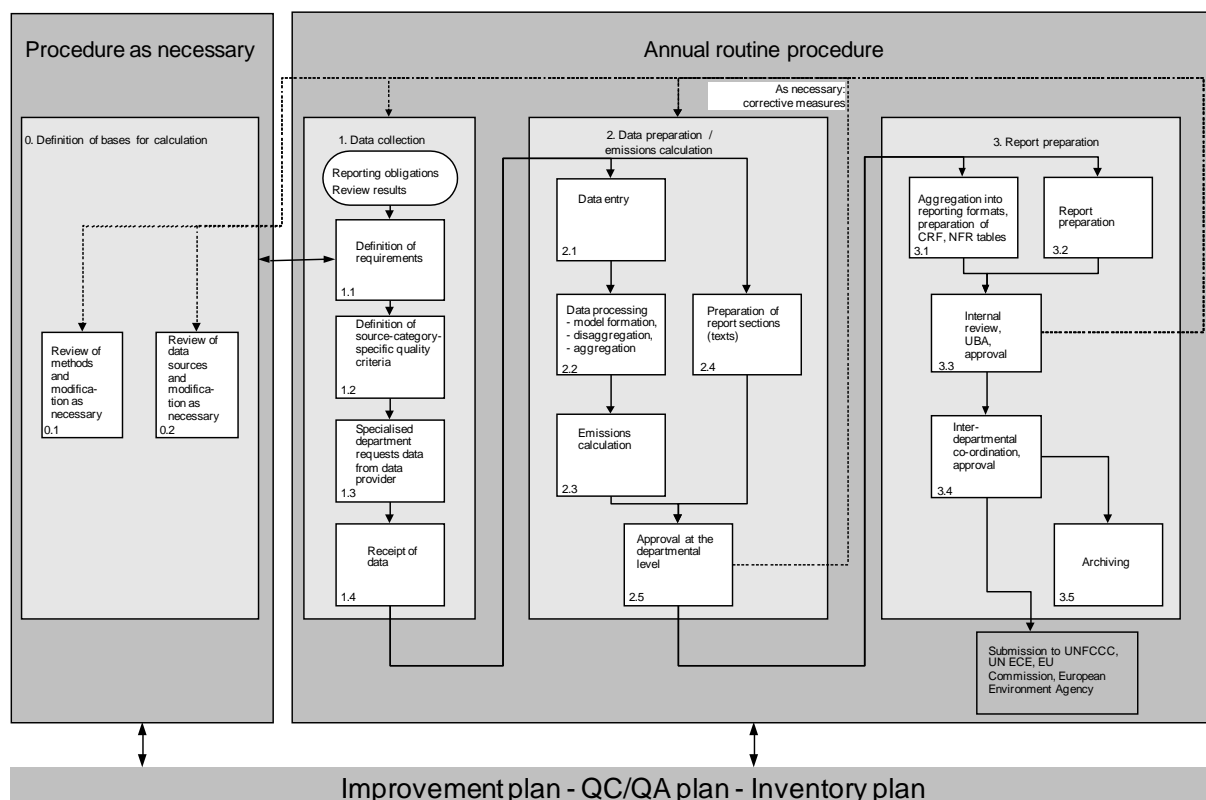 Procedure as necessary
Annual routine procedure
As necessary:
corrective measures
0. Definition of bases for calculation
Review of
methods
and
modifica-
tion as
necessary
0.1
Review of
data
sources
and
modifica-
tion as
necessary
0.2
1. Data collection
Reporting obligations
Review results
Definition of
requirements
1.1
Definition of
source-category-
specific quality
criteria
1.2
Specialised
department
requests data
from data
provider
1.3
Receipt of
data
1.4
2. Data preparation /
emissions calculation
Data entry
2.1
Data processing
- model formation,
- disaggregation,
- aggregation
2.2
Preparation of
report sections
(texts)
2.4
Emissions
calculation
2.3
Approval at the
departmental
level
2.5
3. Report preparation
Aggregation into
reporting formats,
preparation of
CRF, NFR tables
3.1
Report
preparation
3.2
Internal
review,
UBA,
approval
3.3
Inter-
departmental
co-ordination,
approval
3.4
Archiving
3.5
Submission to UNFCCC,
UN ECE, EU
Commission, European
Environment Agency
Improvement plan - QC/QA plan - Inventory plan